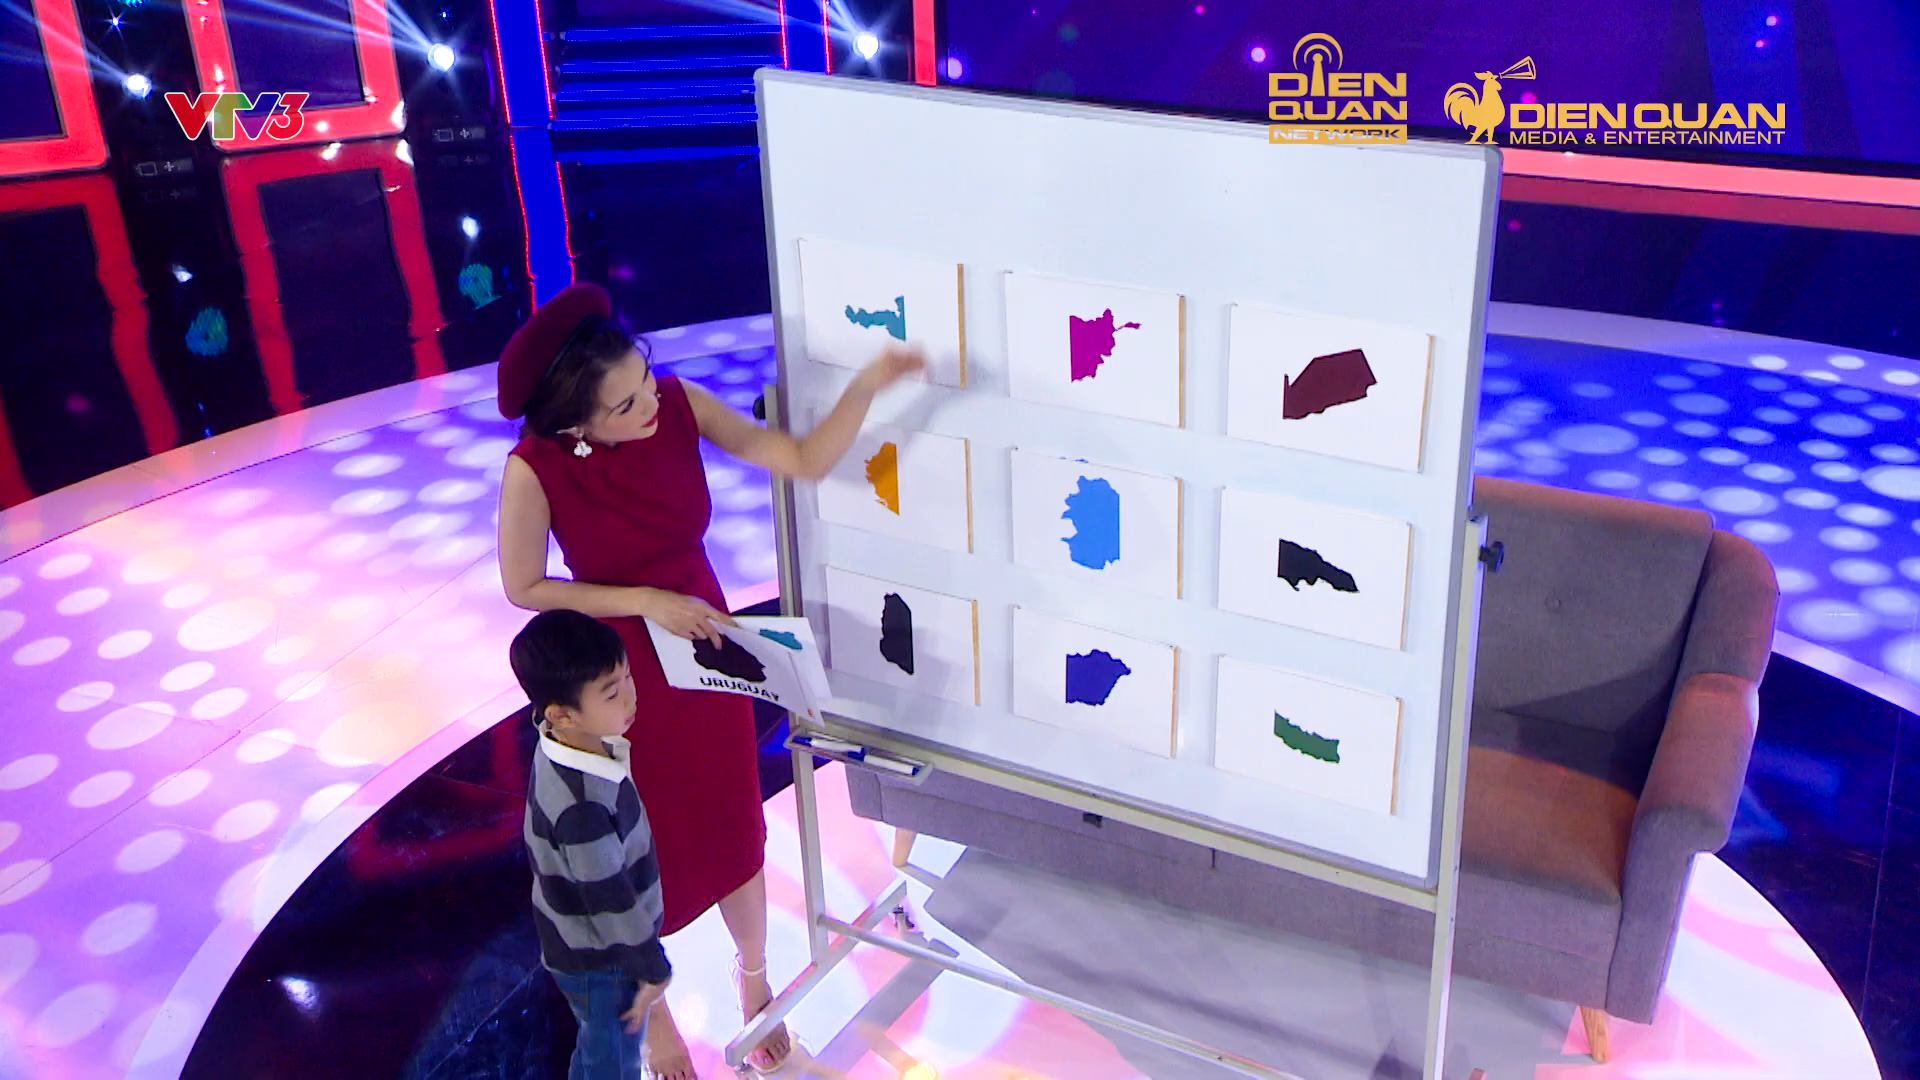 VTV3
DIEN
QUAN
NETWORK
DIEN QUAN
MEDIA & ENTERTAINMENT
URUGUAY